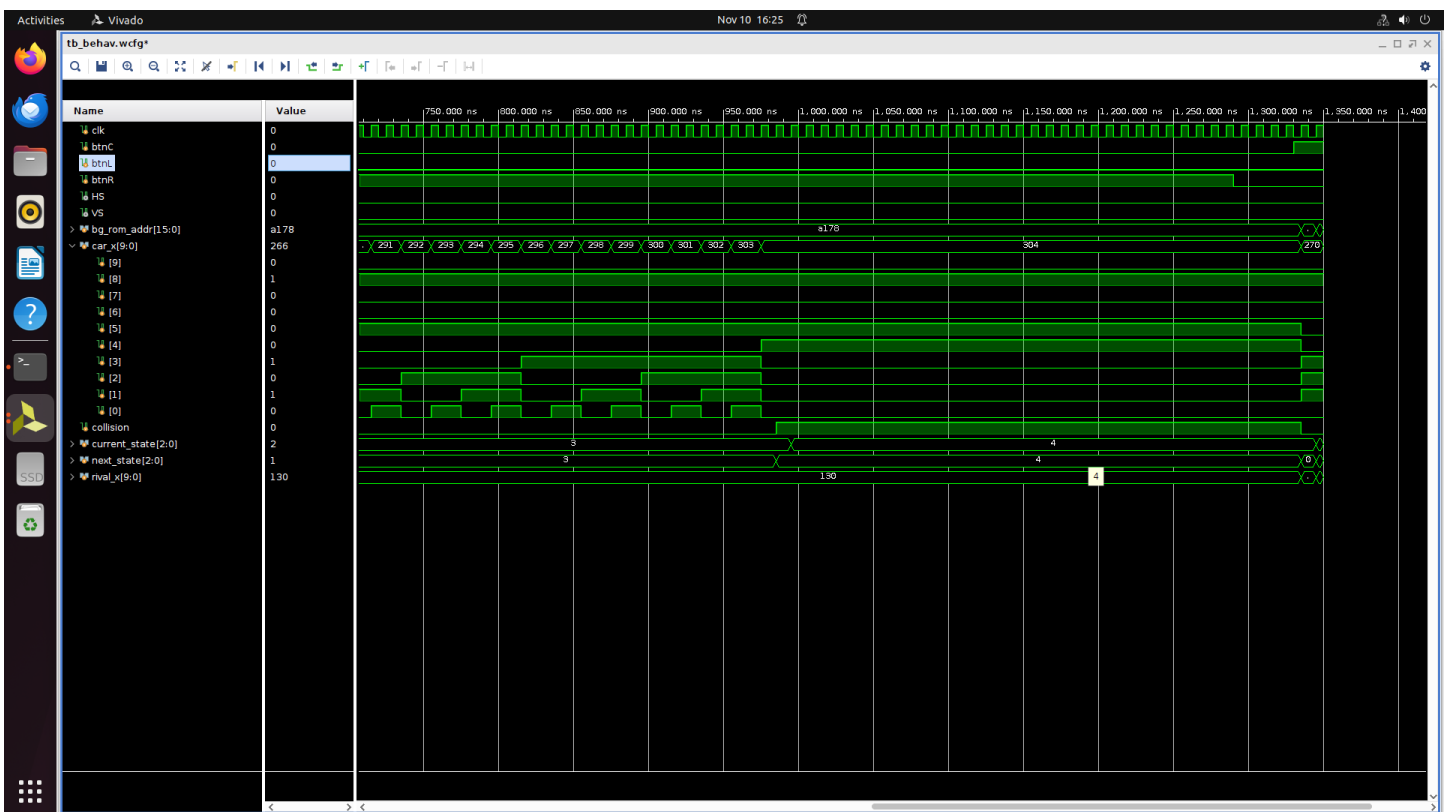 Activities Vivado Nov 10 16:25
tb_behav.wcfg*
Name Value
750.000 ns 800.000 ns 850.000 ns 900.000 ns 950.000 ns 1,000.000 ns 1,050.000 ns 1,100.000 ns 1,150.000 ns 1,200.000 ns 1,250.000 ns 1,300.000 ns 1,350.000 ns 1,400
clk 0
btnC 0
btnL 0
btnR 0
HS 0
VS 0
bg_rom_addr[15:0] a178 a178
car_x[9:0] 266 291 292 293 294 295 296 297 298 299 300 301 302 303 304 270
[9] 0
[8] 1
[7] 0
[6] 0
[5] 0
[4] 0
[3] 1
[2] 0
[1] 1
[0] 0
collision 0
current_state[2:0] 2 3 4
next_state[2:0] 1 3 4 0
rival_x[9:0] 130 130 4
SSD